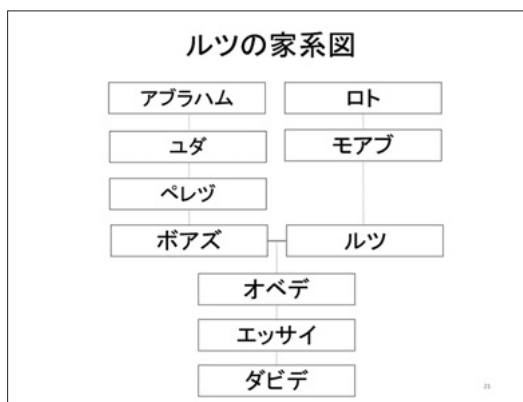 ルツの家系図
アブラハム
ロト
ユダ
モアブ
ペレヅ
ボアズ
ルツ
オベデ
エッサイ
ダビデ